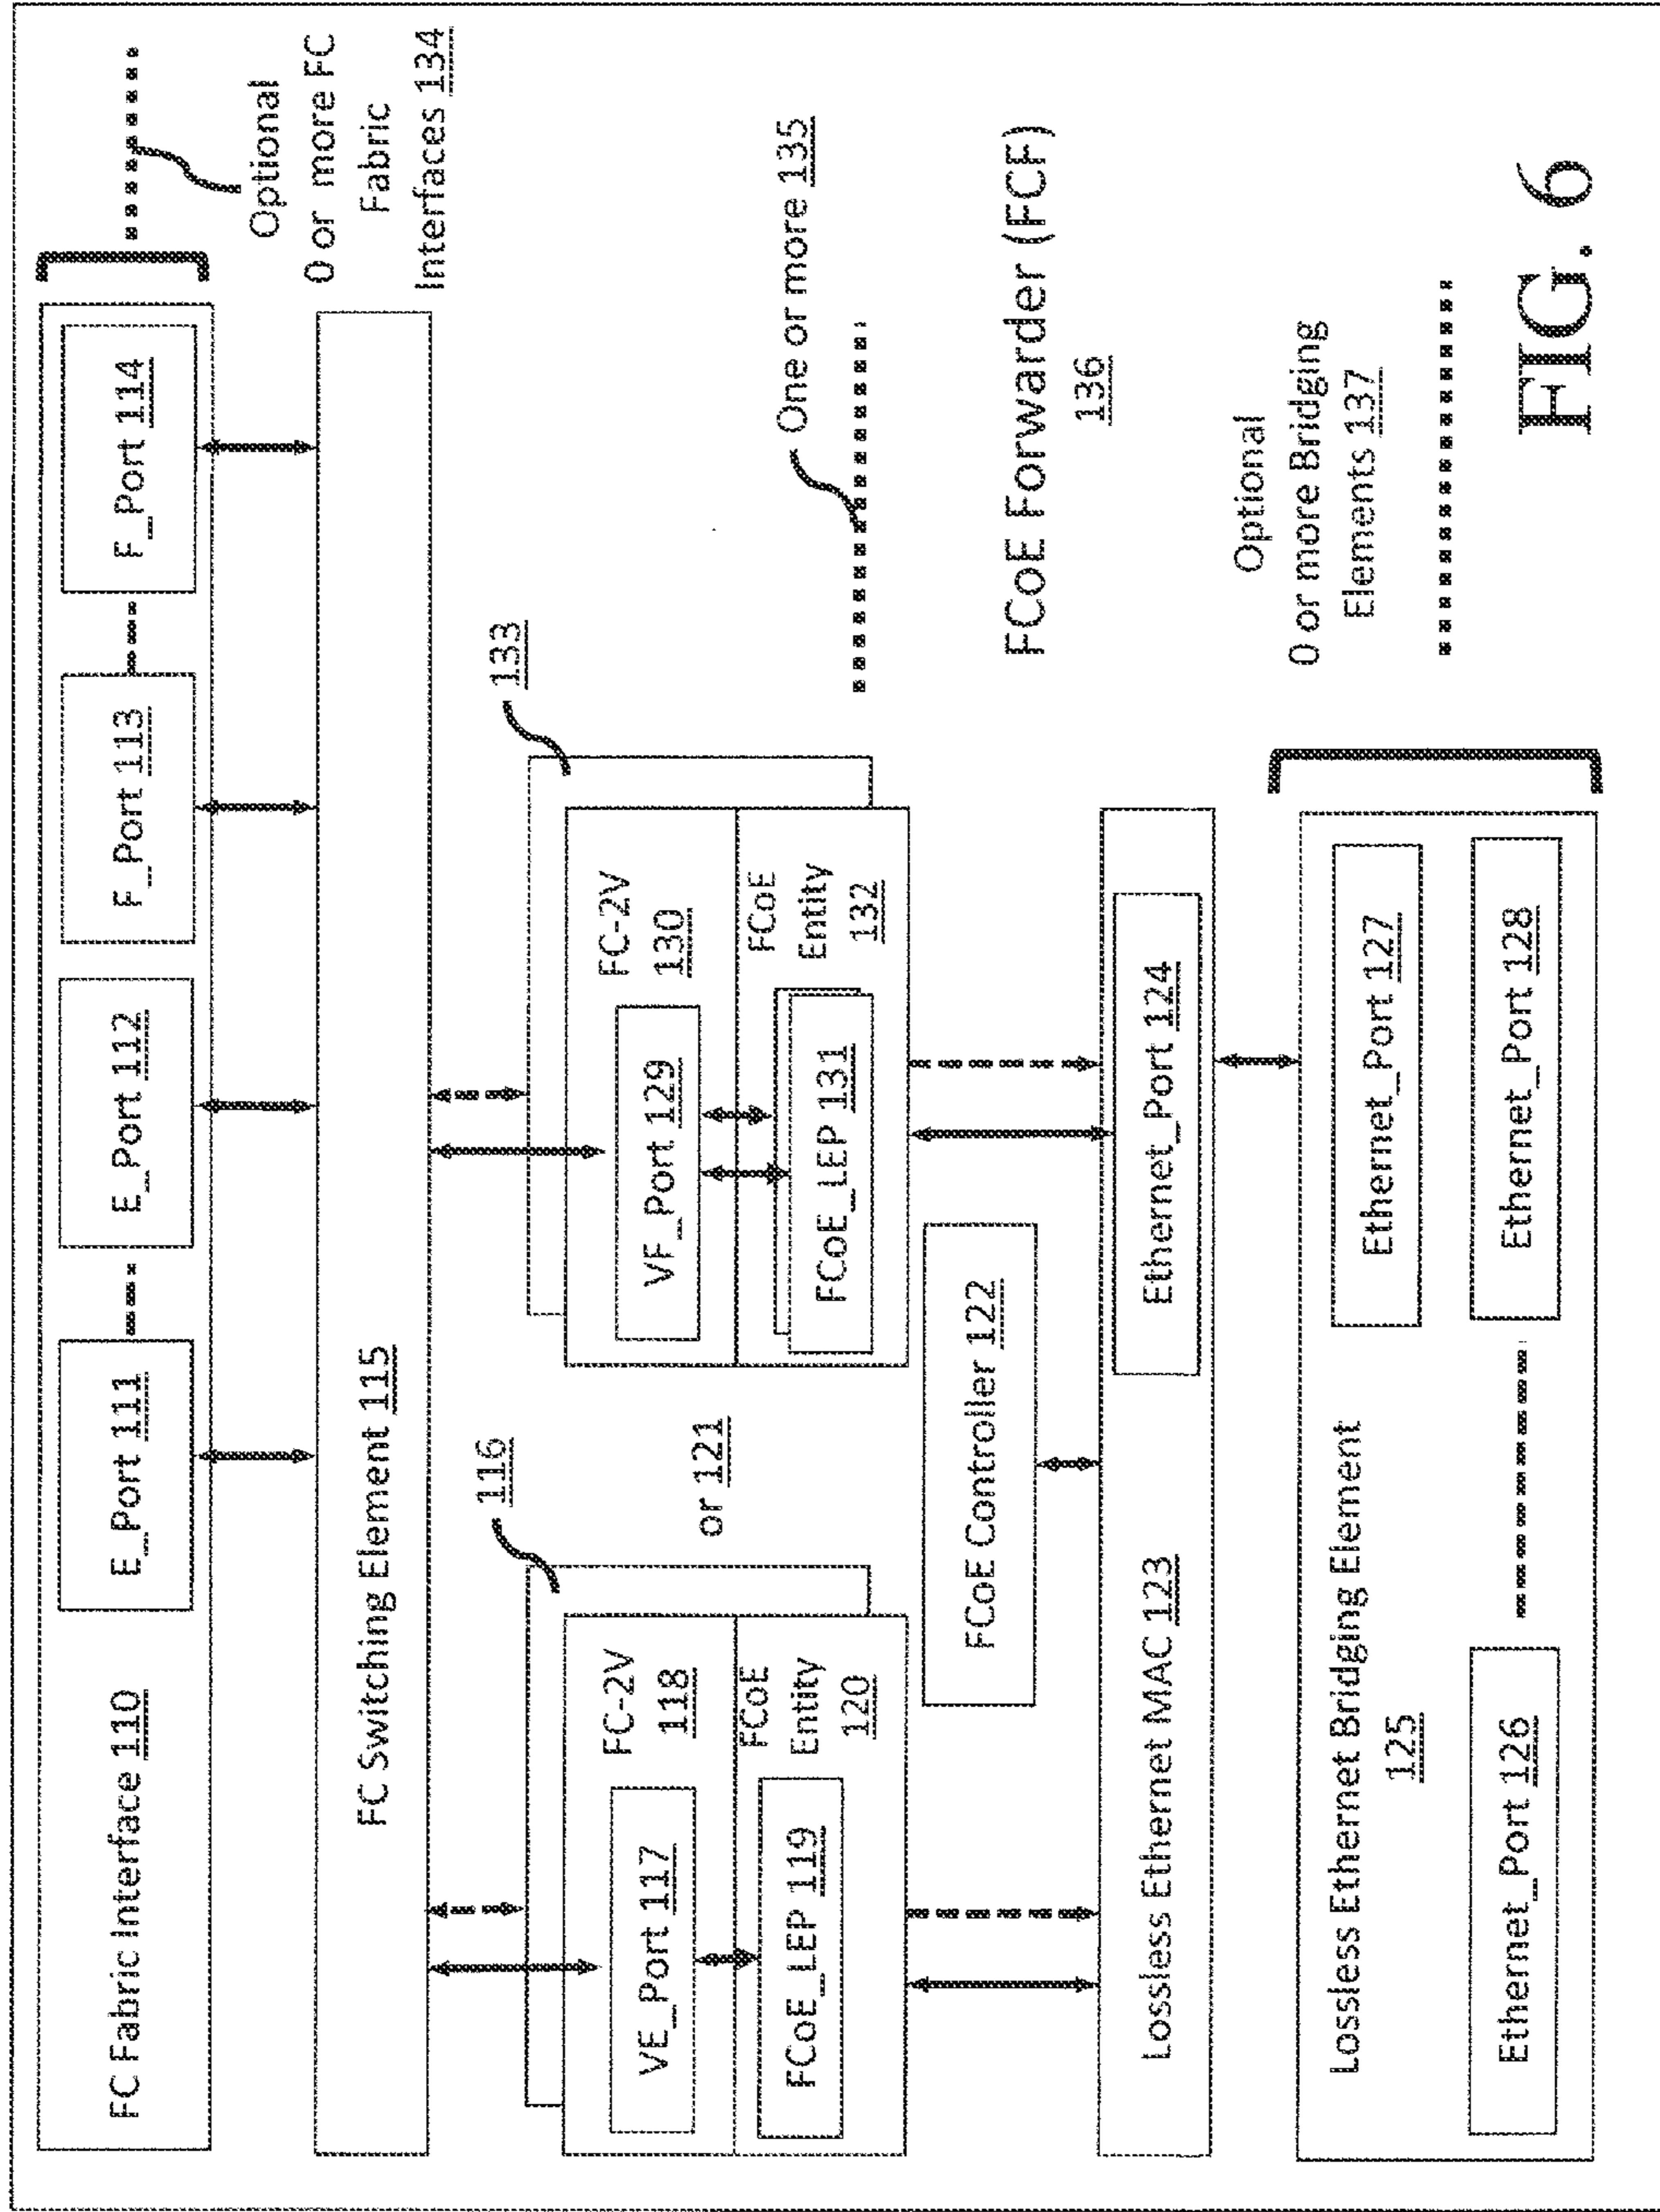 FC Fabric Interface 110
E_Port 111
E_Port 112
F_Port 113
F_Port 114
Optional
0 or more FC
Fabric
Interfaces 134
FC Switching Element 115
116
133
FC-2V
118
VE_Port 117
FCoE
Entity
120
FCoE_LEP 119
or 121
FC-2V
130
VF_Port 129
FCoE
Entity
132
FCoE_LEP 131
One or more 135
FCoE Controller 122
FCoE Forwarder (FCF)
136
Lossless Ethernet MAC 123
Ethernet_Port 124
Optional
0 or more Bridging
Elements 137
Lossless Ethernet Bridging Element
125
Ethernet_Port 126
Ethernet_Port 127
Ethernet_Port 128
FIG. 6